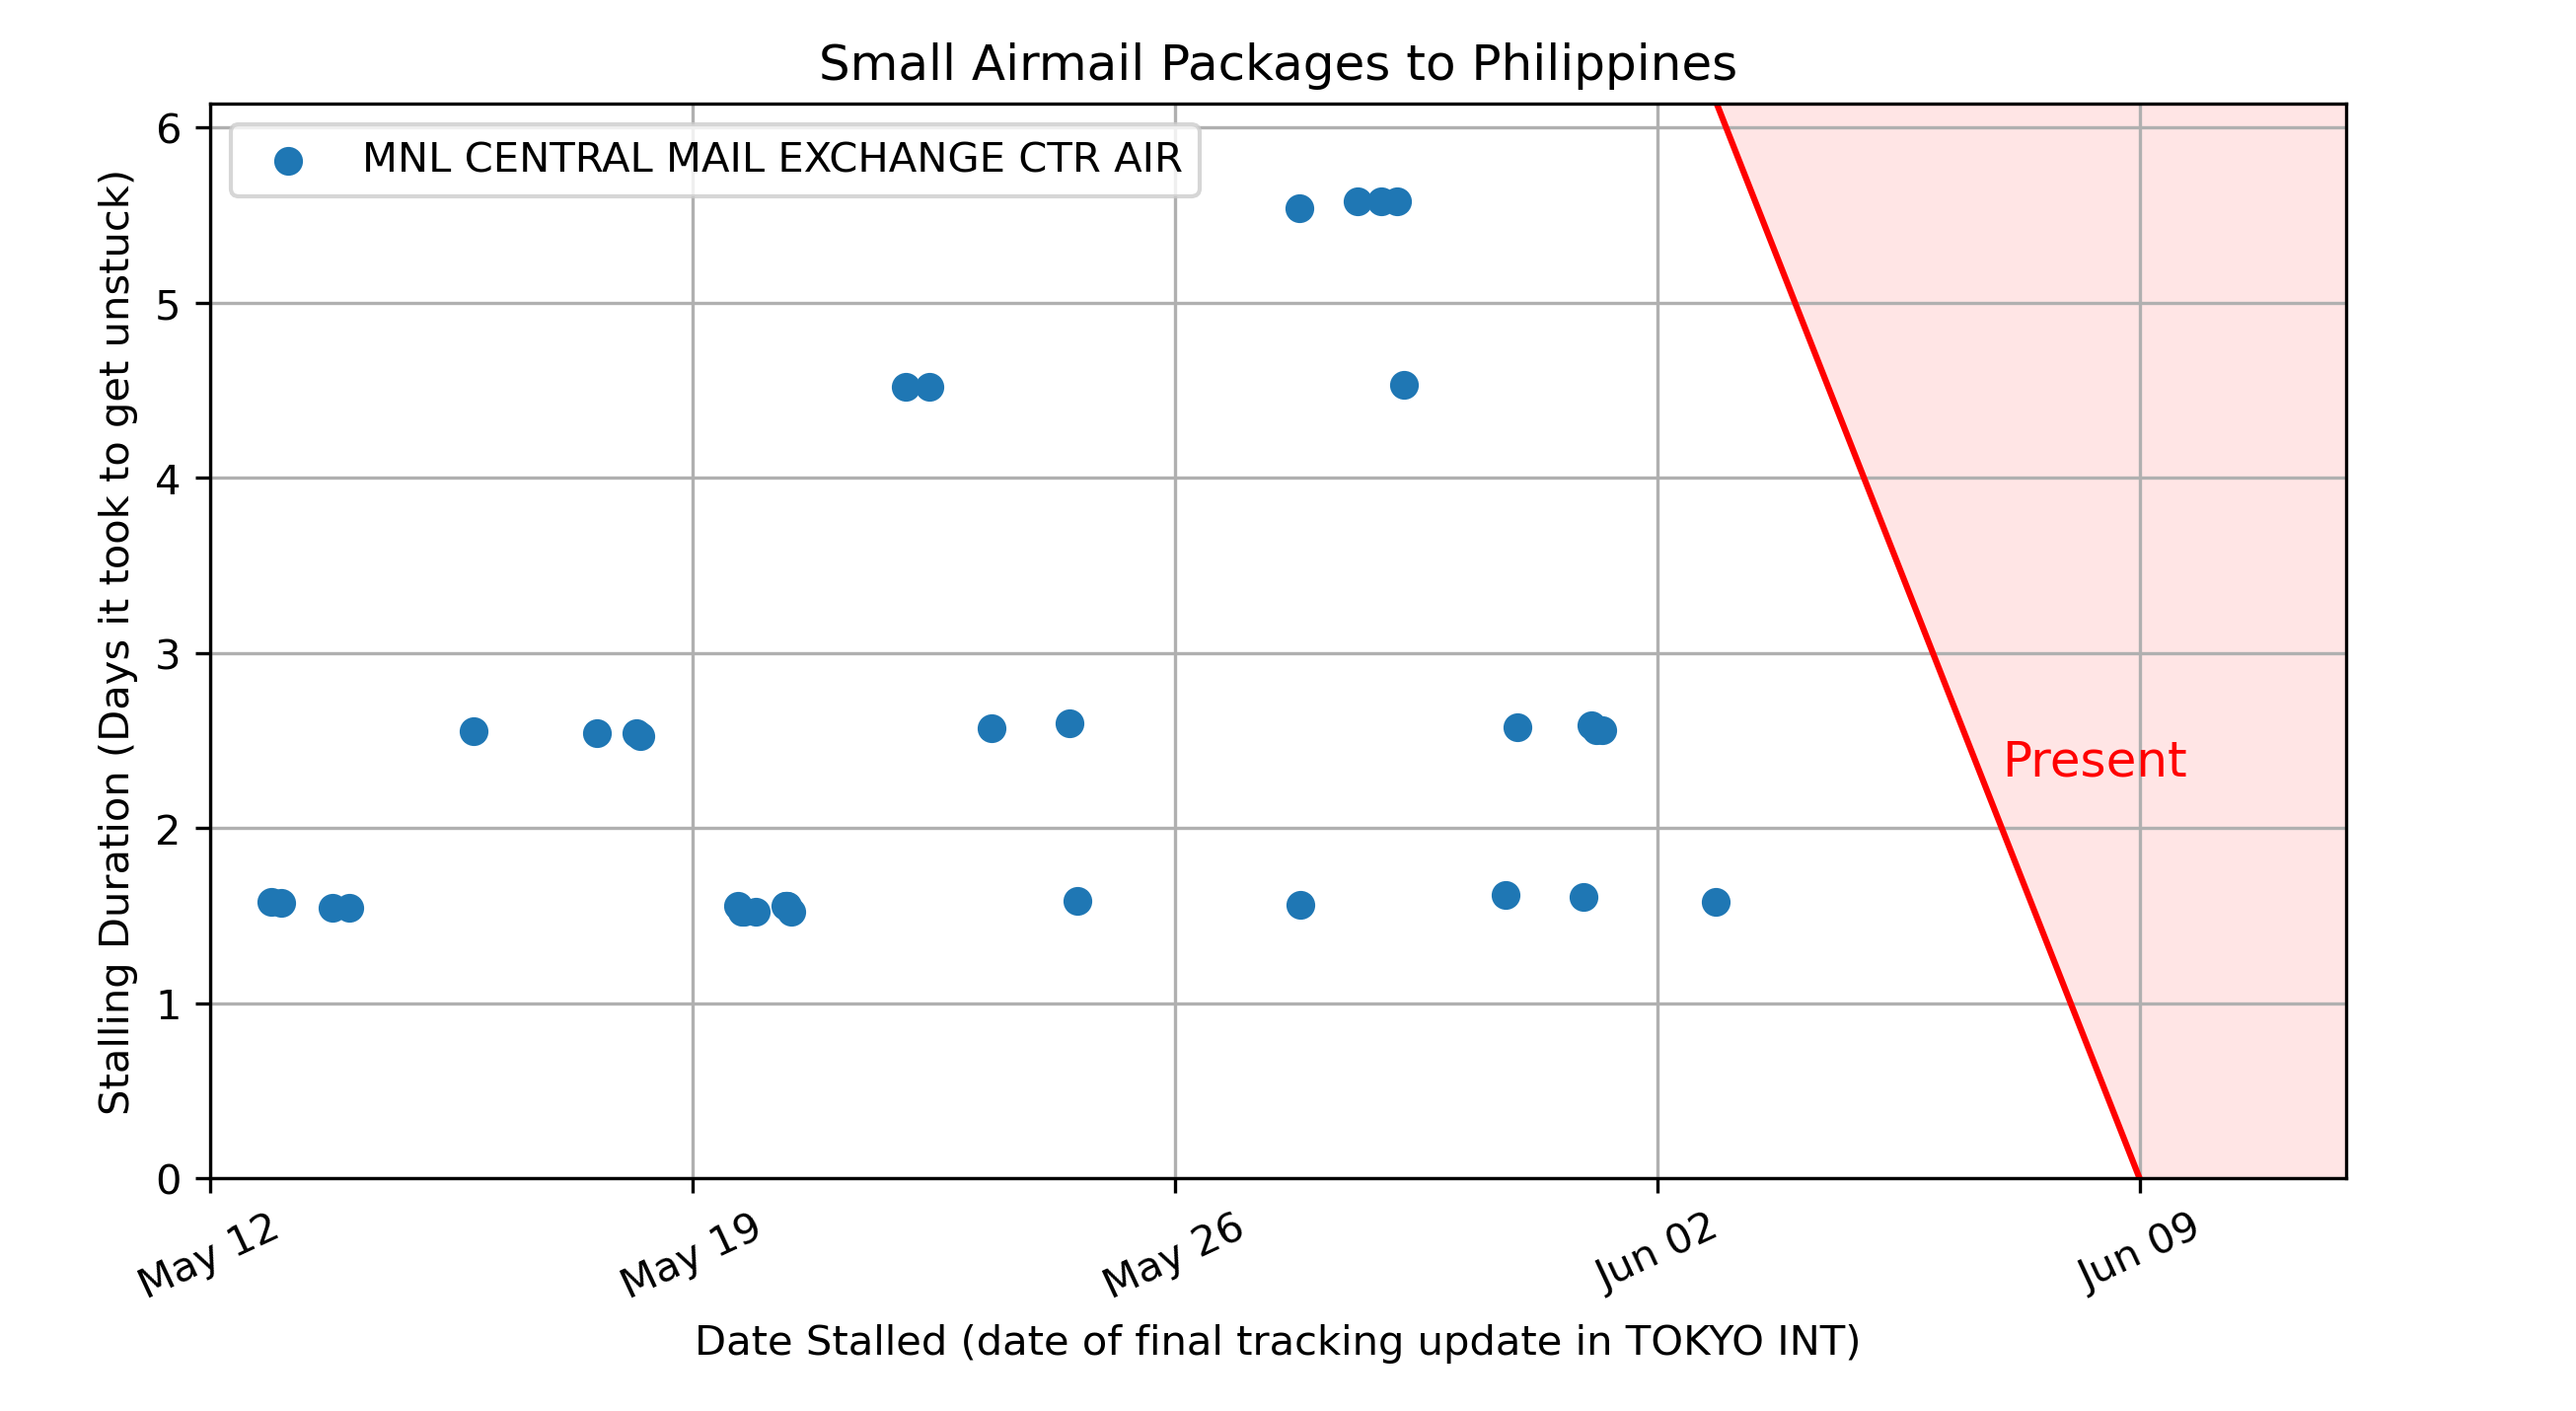 Small Airmail Packages to Philippines
MNL CENTRAL MAIL EXCHANGE CTR AIR
Stalling Duration (Days it took to get unstuck)
6
5
4
3
2
1
0
Present
May 12
May 19
May 26
Jun 02
Jun 09
Date Stalled (date of final tracking update in TOKYO INT)